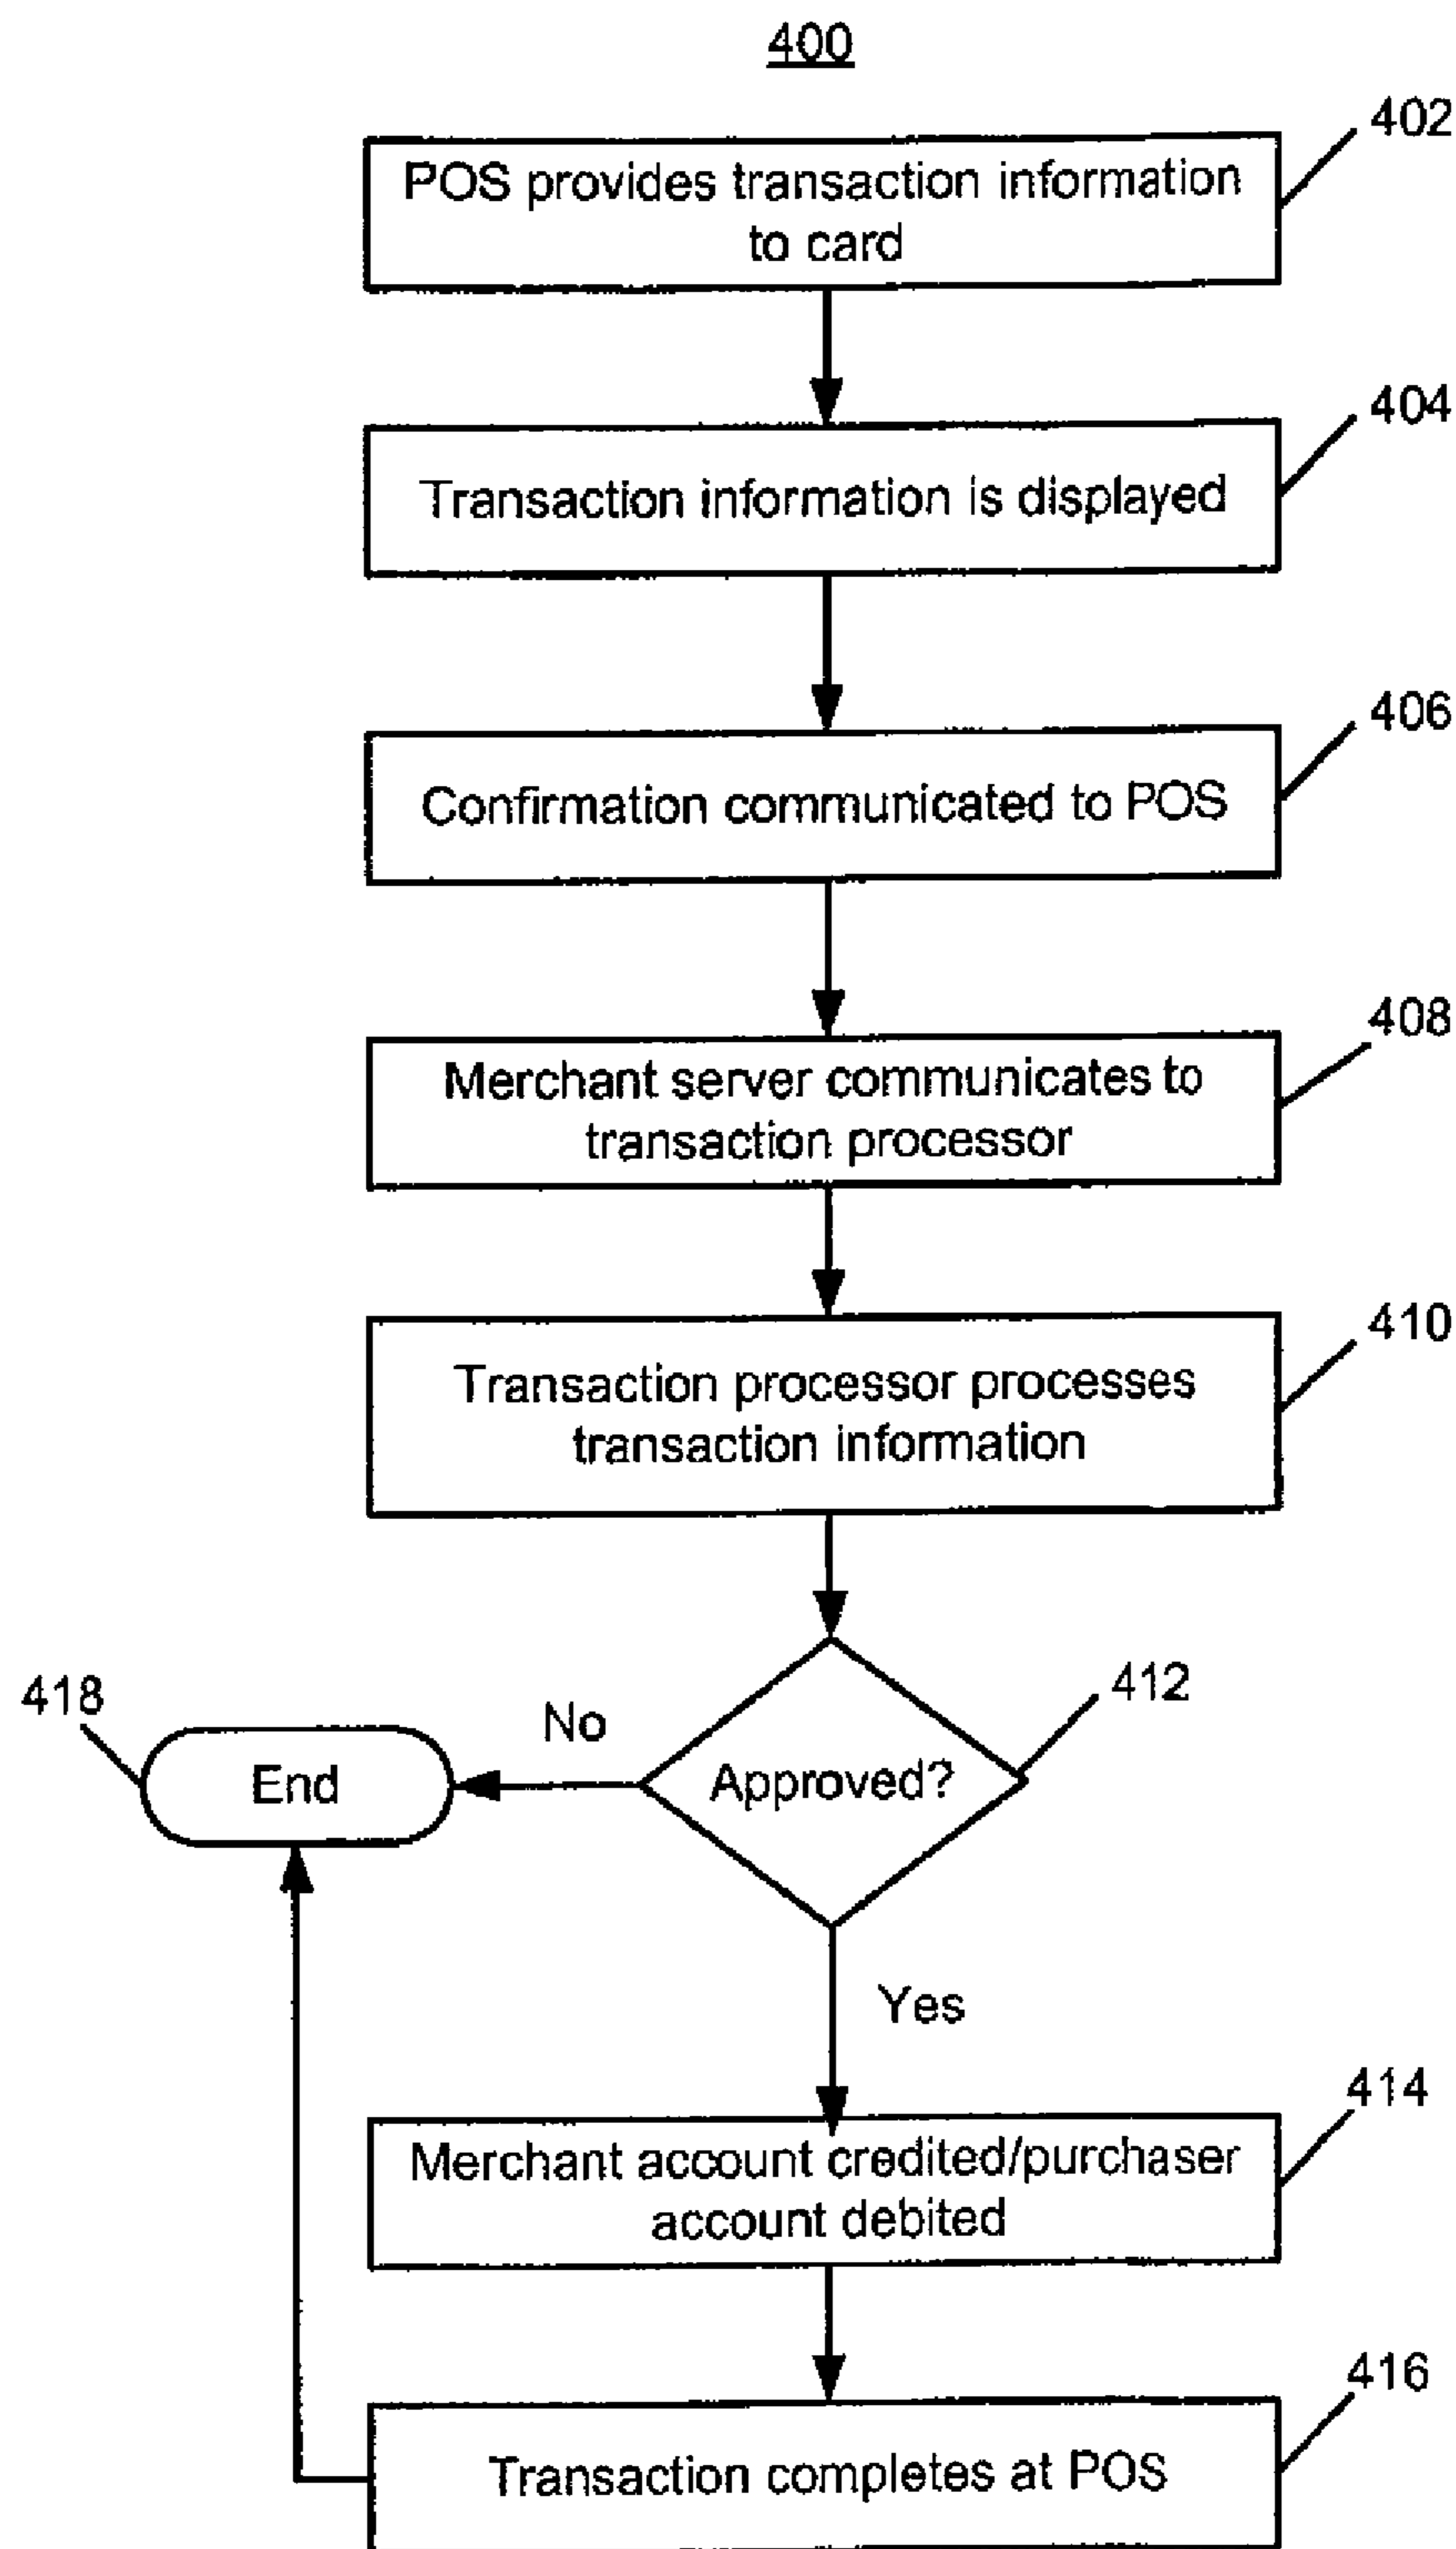 400
402
POS provides transaction information
to card
404
Transaction information is displayed
406
Confirmation communicated to POS
408
Merchant server communicates to
transaction processor
410
Transaction processor processes
transaction information
412
Approved?
No
418
End
Yes
414
Merchant account credited/purchaser
account debited
416
Transaction completes at POS